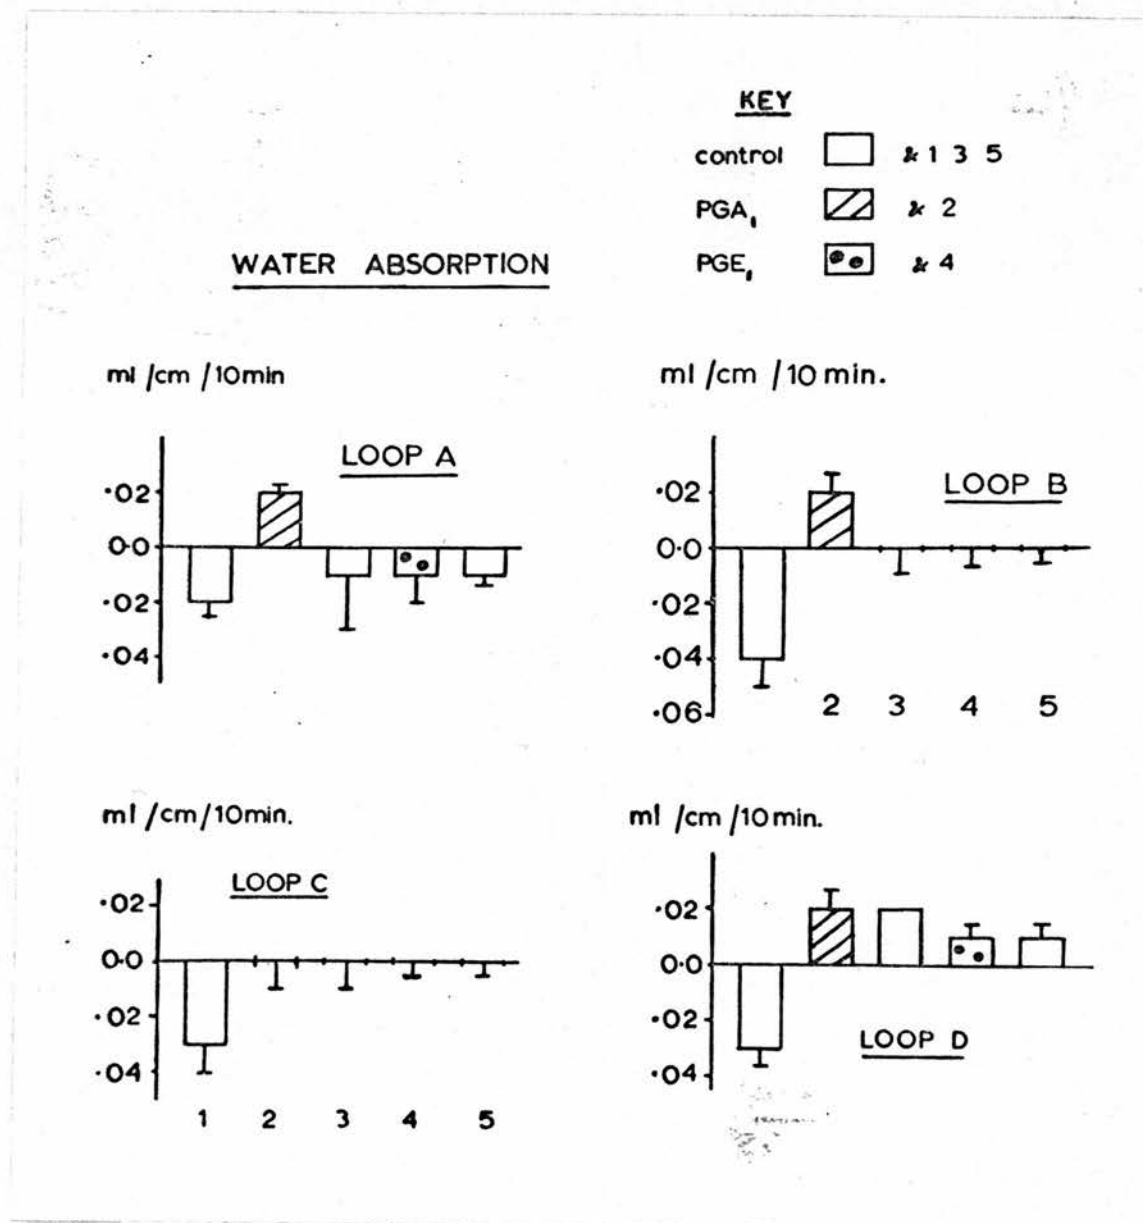 KEY
control & 1 3 5
PGA₁ & 2
PGE₁ & 4
WATER ABSORPTION
ml /cm /10min
LOOP A
·02
0·0
·02
·04
ml /cm /10 min.
LOOP B
·02
0·0
·02
·04
·06
2 3 4 5
ml /cm /10min.
LOOP C
·02
0·0
·02
·04
1 2 3 4 5
ml /cm /10min.
·02
0·0
·02
LOOP D
·04